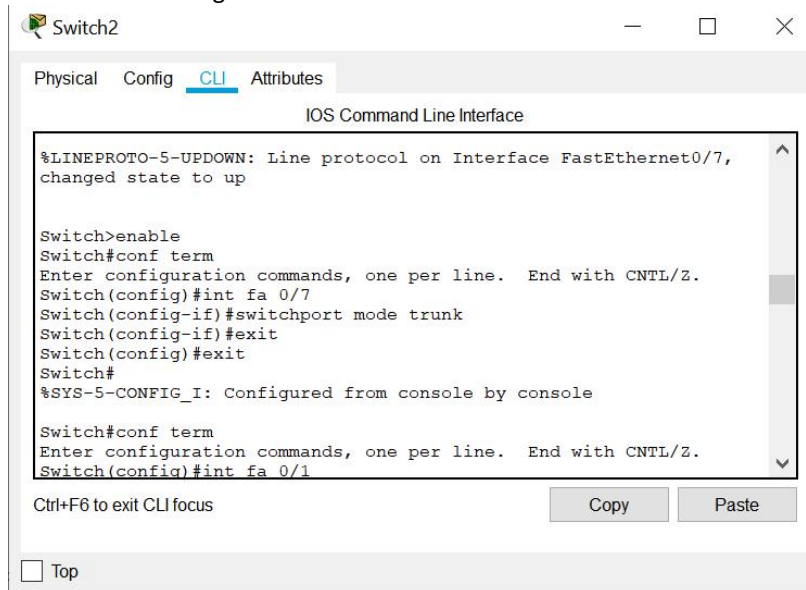 Switch2
Physical Config CLI Attributes
IOS Command Line Interface
%LINEPROTO-5-UPDOWN: Line protocol on Interface FastEthernet0/7,
changed state to up
Switch>enable
Switch#conf term
Enter configuration commands, one per line. End with CNTL/Z.
Switch(config)#int fa 0/7
Switch(config-if)#switchport mode trunk
Switch(config-if)#exit
Switch(config)#exit
Switch#
%SYS-5-CONFIG_I: Configured from console by console
Switch#conf term
Enter configuration commands, one per line. End with CNTL/Z.
Switch(config)#int fa 0/1
Ctrl+F6 to exit CLI focus
Copy Paste
Top